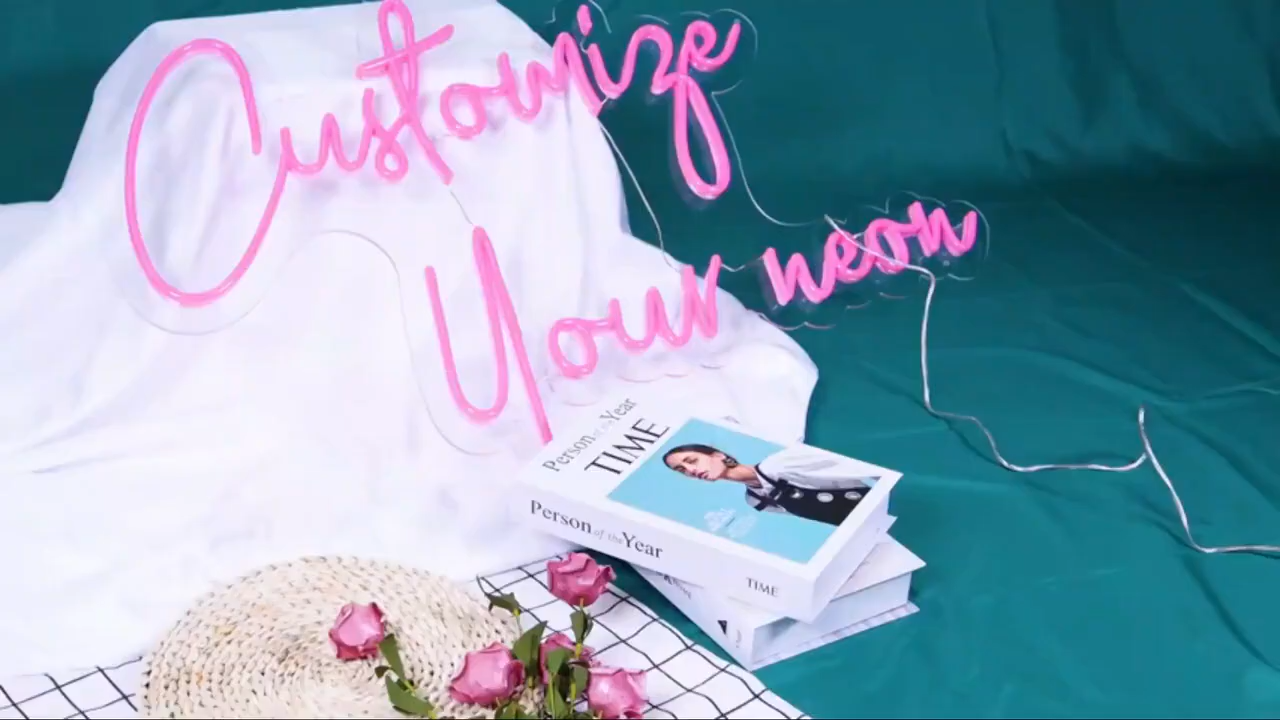 Customize
Your neon
Person of the Year
TIME
Person of the Year
TIME